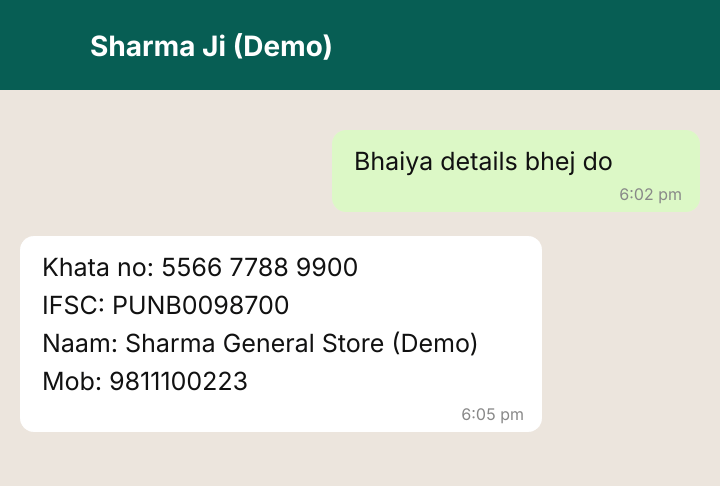 Sharma Ji (Demo)
Bhaiya details bhej do
6:02 pm
Khata no: 5566 7788 9900
IFSC: PUNB0098700
Naam: Sharma General Store (Demo)
Mob: 9811100223
6:05 pm